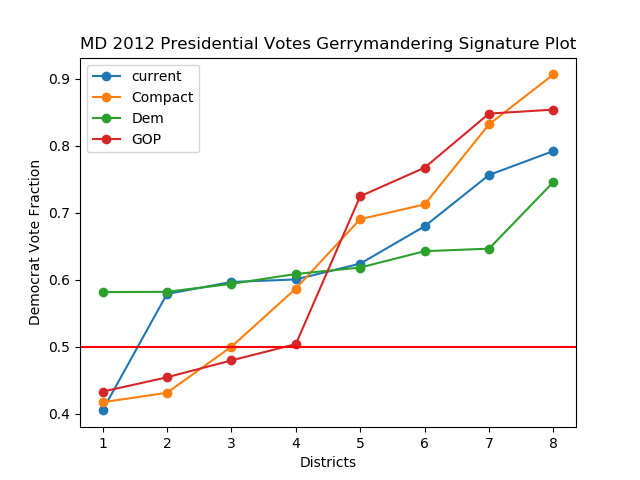 MD 2012 Presidential Votes Gerrymandering Signature Plot
current
Compact
Dem
GOP
Democrat Vote Fraction
0.9
0.8
0.7
0.6
0.5
0.4
1 2 3 4 5 6 7 8
Districts